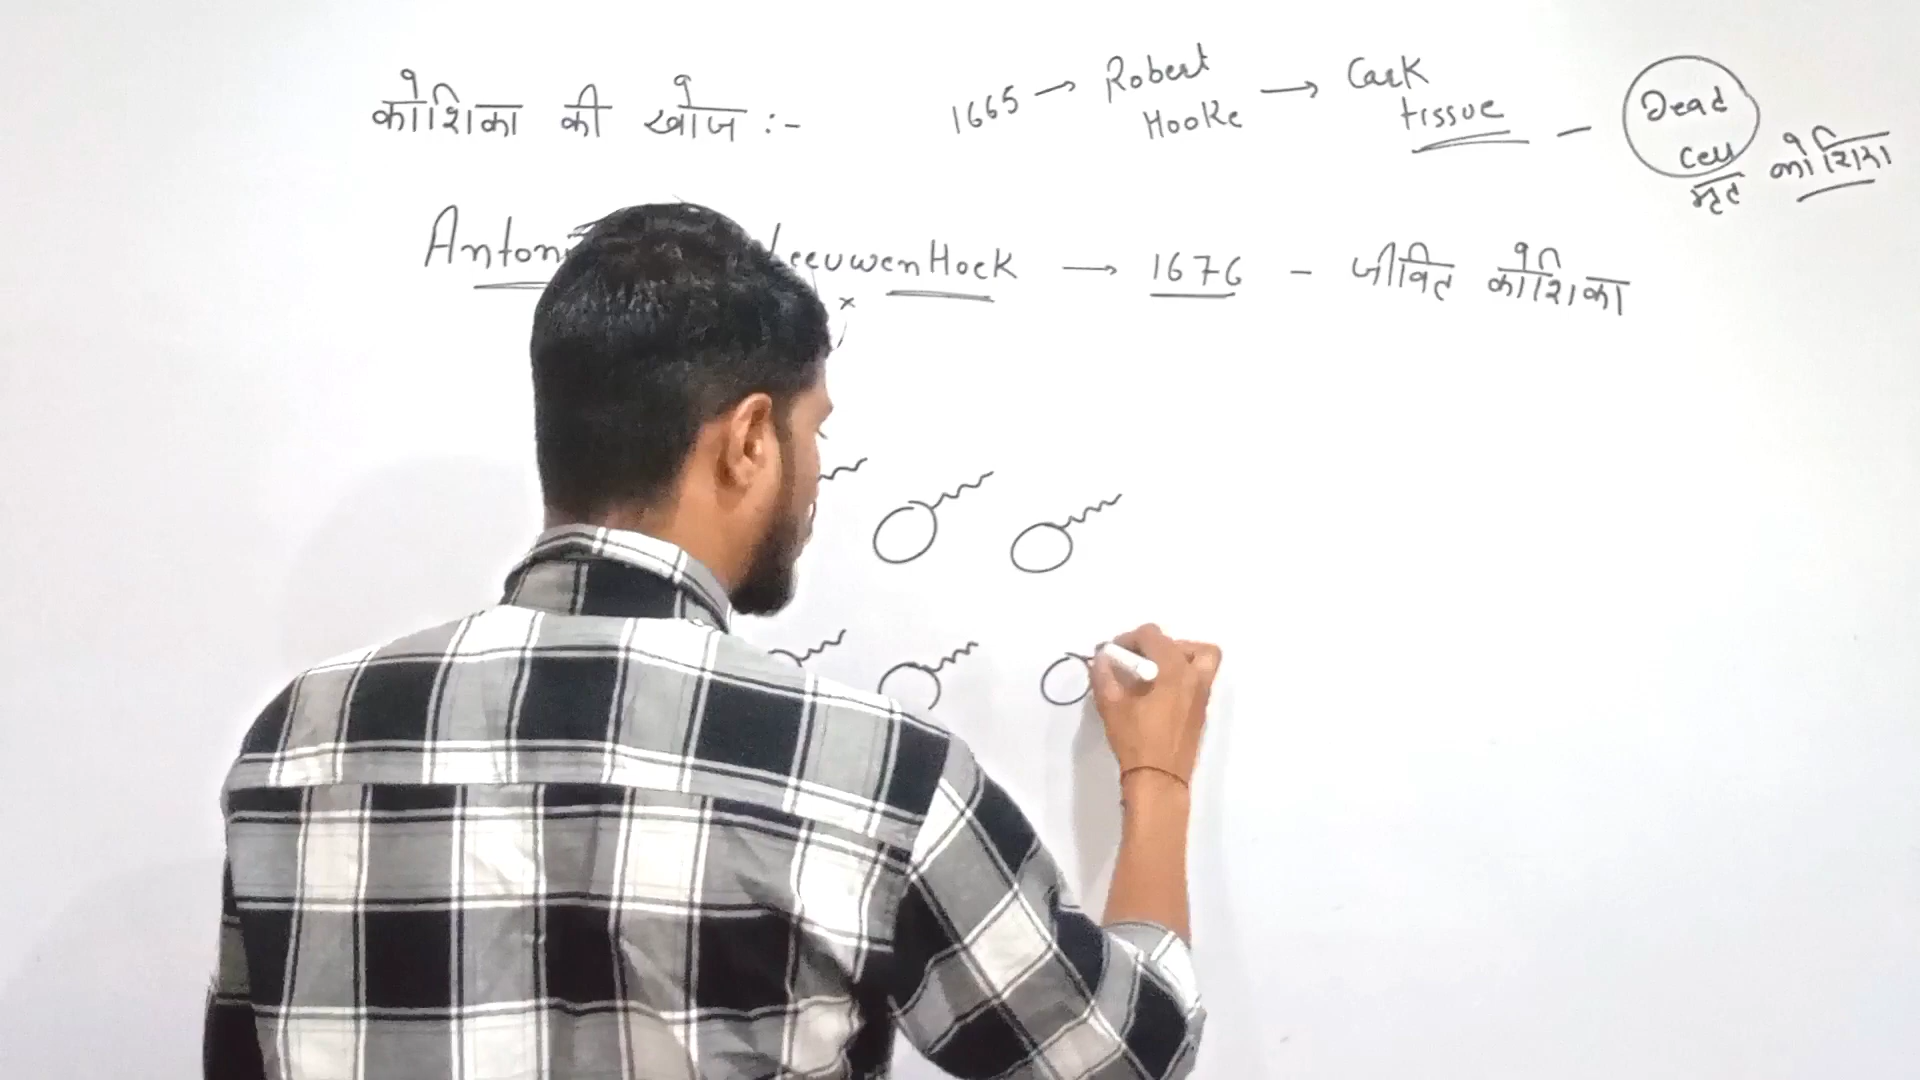 कोशिका की खोज :-
1665 → Robert Hooke → Cark tissue — Dead Cell
मृत कोशिका
Antoni LeeuwenHoek → 1676 - जीवित कोशिका
x